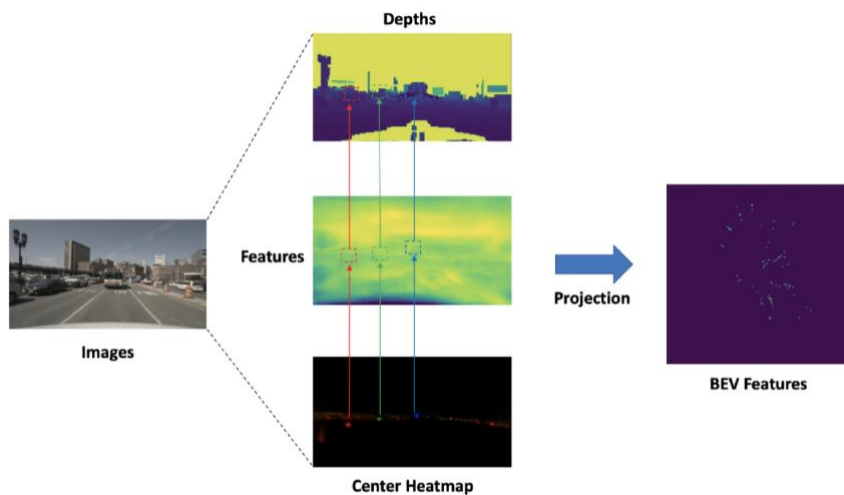 Depths
Features
Images
Projection
BEV Features
Center Heatmap